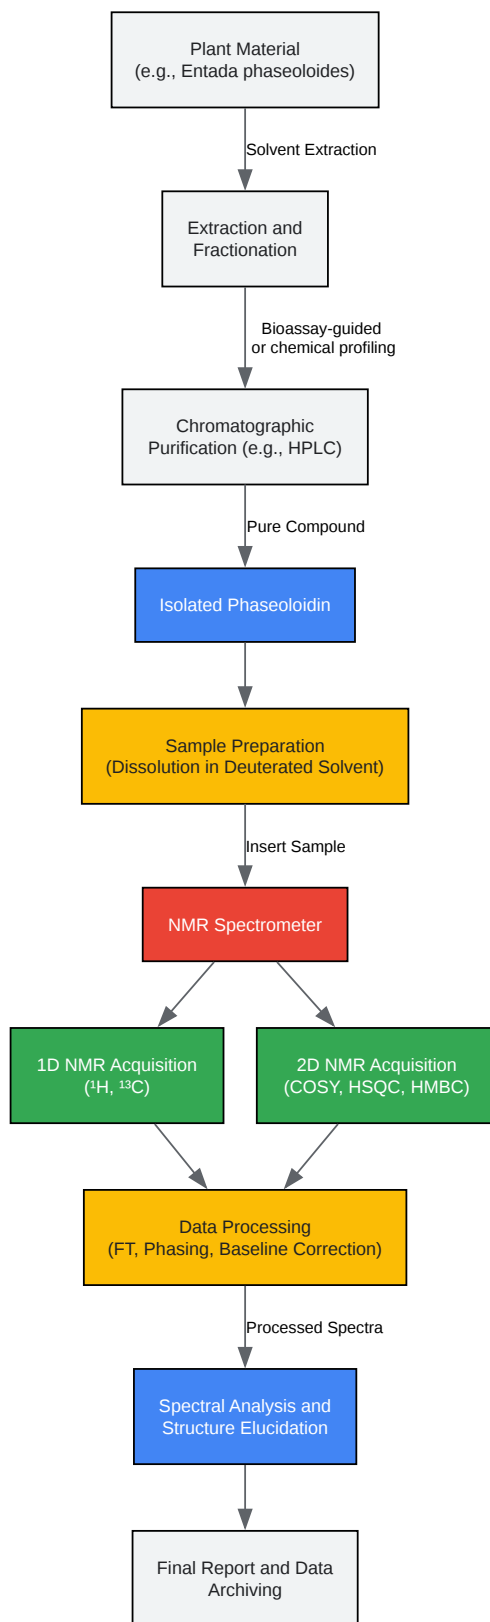 Plant Material
(e.g., Entada phaseoloides)
Solvent Extraction
Extraction and
Fractionation
Bioassay-guided
or chemical profiling
Chromatographic
Purification (e.g., HPLC)
Pure Compound
Isolated Phaseoloidin
Sample Preparation
(Dissolution in Deuterated Solvent)
Insert Sample
NMR Spectrometer
1D NMR Acquisition
(¹H, ¹³C)
2D NMR Acquisition
(COSY, HSQC, HMBC)
Data Processing
(FT, Phasing, Baseline Correction)
Processed Spectra
Spectral Analysis and
Structure Elucidation
Final Report and Data
Archiving